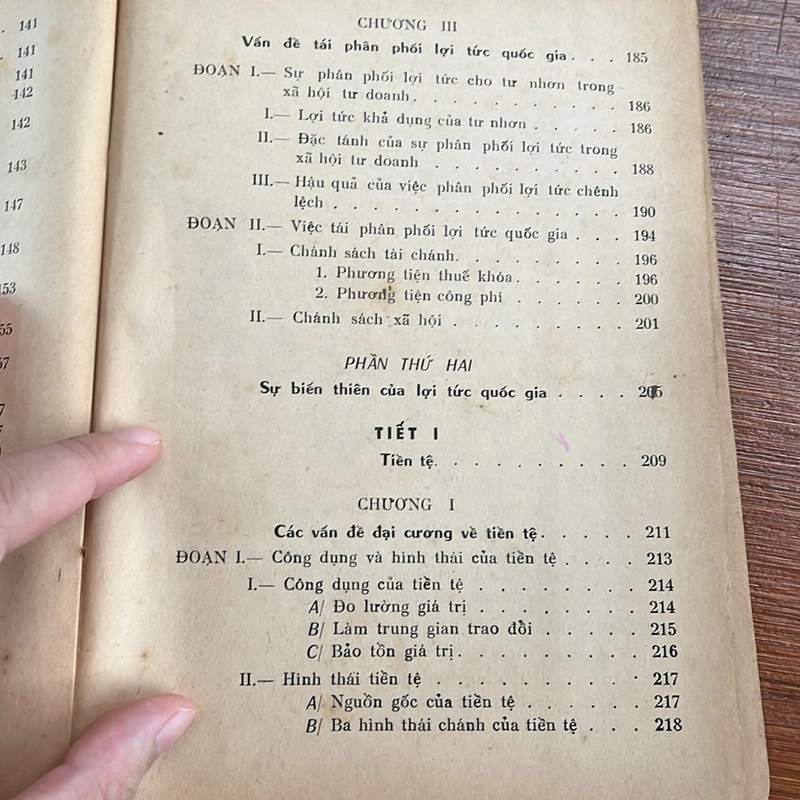 141
141
141
142
142
143
147
148
153
55
57
7
7
CHƯƠNG III
Vấn đề tái phân phối lợi tức quốc gia . . . 185
ĐOẠN I.— Sự phân phối lợi tức cho tư nhơn trong
xã hội tư doanh . . . . . . . . . . 186
I.— Lợi tức khả dụng của tư nhơn . . . . . 186
II.— Đặc tánh của sự phân phối lợi tức trong
xã hội tư doanh . . . . . . . . . 188
III.— Hậu quả của việc phân phối lợi tức chênh
lệch . . . . . . . . . . . . . . 190
ĐOẠN II.— Việc tái phân phối lợi tức quốc gia . . . 194
I.— Chánh sách tài chánh. . . . . . . . . 196
1. Phương tiện thuế khóa . . . . . . 196
2. Phương tiện công phí . . . . . . 200
II.— Chánh sách xã hội . . . . . . . . . 201
PHẦN THỨ HAI
Sự biến thiên của lợi tức quốc gia . . . . 205
TIẾT I
Tiền tệ. . . . . . . . . . 209
CHƯƠNG I
Các vấn đề đại cương về tiền tệ. . . . . 211
ĐOẠN I.— Công dụng và hình thái của tiền tệ . . . . 213
I.— Công dụng của tiền tệ . . . . . . . . 214
A/ Đo lường giá trị . . . . . . . . 214
B/ Làm trung gian trao đổi . . . . . 215
C/ Bảo tồn giá trị. . . . . . . . . 216
II.— Hình thái tiền tệ . . . . . . . . . . 217
A/ Nguồn gốc của tiền tệ . . . . . . 217
B/ Ba hình thái chánh của tiền tệ . . . 218